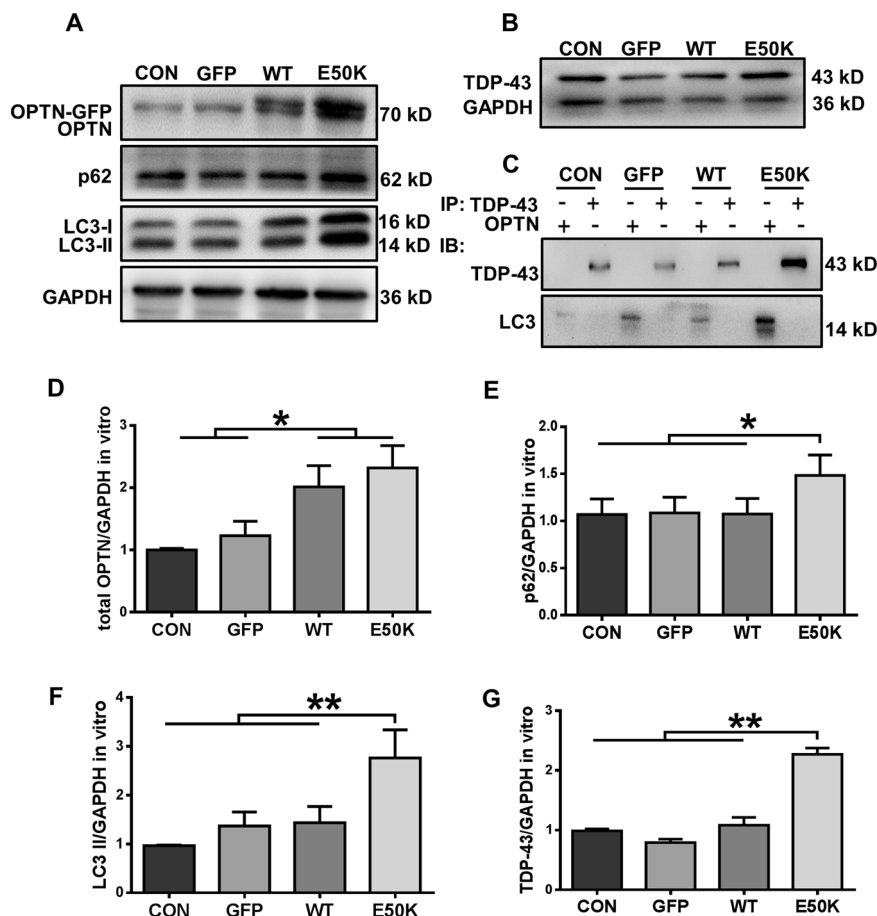 A
CON GFP WT E50K
OPTN-GFP
OPTN
70 kD
p62
62 kD
LC3-I
16 kD
LC3-II
14 kD
GAPDH
36 kD
B
CON GFP WT E50K
TDP-43
43 kD
GAPDH
36 kD
C
CON GFP WT E50K
IP: TDP-43 - + - + - + - +
OPTN + - + - + - + -
IB:
TDP-43
43 kD
LC3
14 kD
D
total OPTN/GAPDH in vitro
3
2
1
0
*
CON GFP WT E50K
E
p62/GAPDH in vitro
2.0
1.5
1.0
0.5
0.0
*
CON GFP WT E50K
F
LC3 II/GAPDH in vitro
4
3
2
1
0
**
CON GFP WT E50K
G
TDP-43/GAPDH in vitro
3
2
1
0
**
CON GFP WT E50K